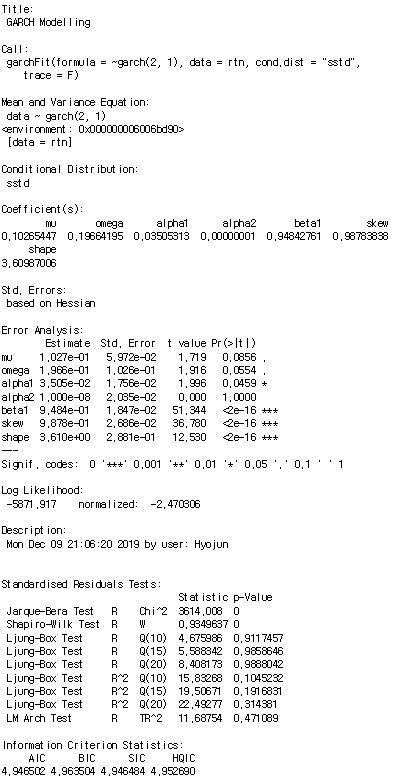 Title:
GARCH Modelling
Call:
garchFit(formula = ~garch(2, 1), data = rtn, cond.dist = "sstd",
trace = F)
Mean and Variance Equation:
data ~ garch(2, 1)
<environment: 0x000000006006bd90>
[data = rtn]
Conditional Distribution:
sstd
Coefficient(s):
mu omega alpha1 alpha2 beta1 skew
0.10265447 0.19664195 0.03505313 0.00000001 0.94842761 0.98783838
shape
3.60987006
Std. Errors:
based on Hessian
Error Analysis:
Estimate Std. Error t value Pr(>|t|)
mu 1.027e-01 5.972e-02 1.719 0.0856 .
omega 1.966e-01 1.026e-01 1.916 0.0554 .
alpha1 3.505e-02 1.756e-02 1.996 0.0459 *
alpha2 1.000e-08 2.035e-02 0.000 1.0000
beta1 9.484e-01 1.847e-02 51.344 <2e-16 ***
skew 9.878e-01 2.686e-02 36.780 <2e-16 ***
shape 3.610e+00 2.881e-01 12.530 <2e-16 ***
---
Signif. codes: 0 '***' 0.001 '**' 0.01 '*' 0.05 '.' 0.1 ' ' 1
Log Likelihood:
-5871.917 normalized: -2.470306
Description:
Mon Dec 09 21:06:20 2019 by user: Hyojun
Standardised Residuals Tests:
Statistic p-Value
Jarque-Bera Test R Chi^2 3614.008 0
Shapiro-Wilk Test R W 0.9349637 0
Ljung-Box Test R Q(10) 4.675986 0.9117457
Ljung-Box Test R Q(15) 5.588342 0.9858646
Ljung-Box Test R Q(20) 8.408173 0.9888042
Ljung-Box Test R^2 Q(10) 15.83268 0.1045232
Ljung-Box Test R^2 Q(15) 19.50671 0.1916831
Ljung-Box Test R^2 Q(20) 22.49277 0.314381
LM Arch Test R TR^2 11.68754 0.471089
Information Criterion Statistics:
AIC BIC SIC HQIC
4.946502 4.963504 4.946484 4.952690